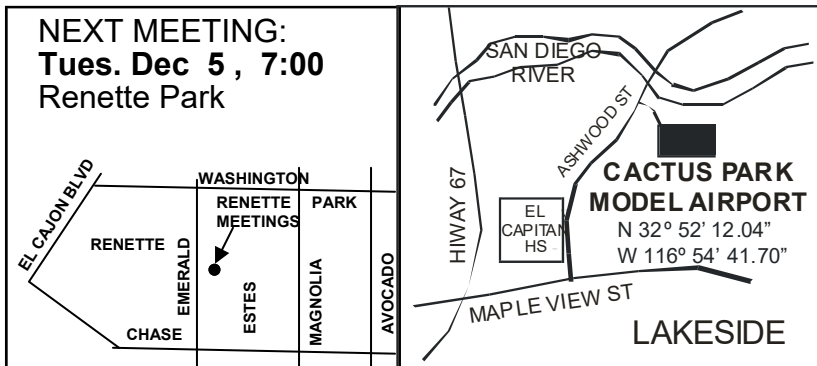 NEXT MEETING:
Tues. Dec 5 , 7:00
Renette Park
EL CAJON BLVD
WASHINGTON
RENETTE PARK
MEETINGS
RENETTE
EMERALD
ESTES
MAGNOLIA
AVOCADO
CHASE
SAN DIEGO
RIVER
ASHWOOD ST
HIWAY 67
CACTUS PARK
MODEL AIRPORT
N 32º 52’ 12.04”
W 116º 54’ 41.70”
EL
CAPITAN
HS
MAPLE VIEW ST
LAKESIDE